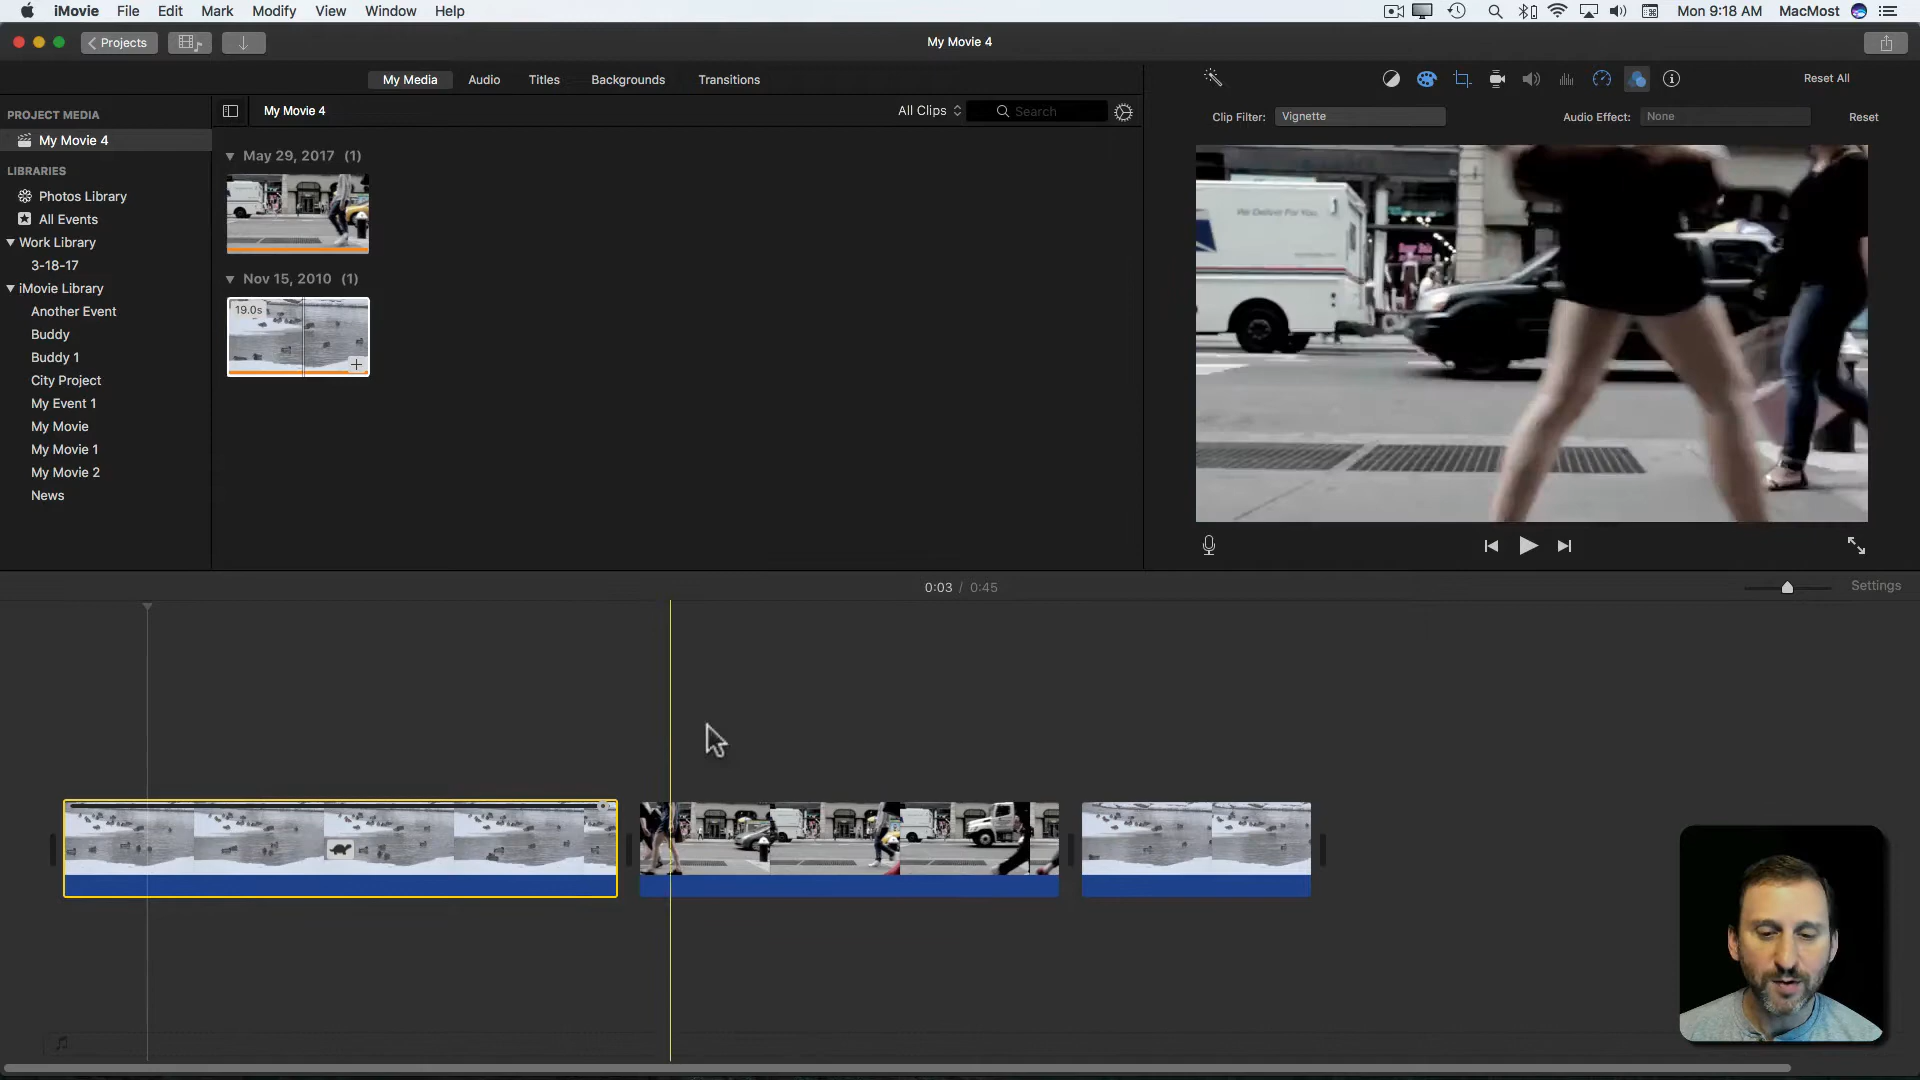 iMovie File Edit Mark Modify View Window Help Mon 9:18 AM MacMost
Projects My Movie 4
My Media Audio Titles Backgrounds Transitions Reset All
PROJECT MEDIA My Movie 4 All Clips Search
Clip Filter: Vignette Audio Effect: None Reset
My Movie 4
LIBRARIES
Photos Library
All Events
Work Library
3-18-17
iMovie Library
Another Event
Buddy
Buddy 1
City Project
My Event 1
My Movie
My Movie 1
My Movie 2
News
May 29, 2017 (1)
Nov 15, 2010 (1)
19.0s
We Deliver For You
0:03 / 0:45 Settings